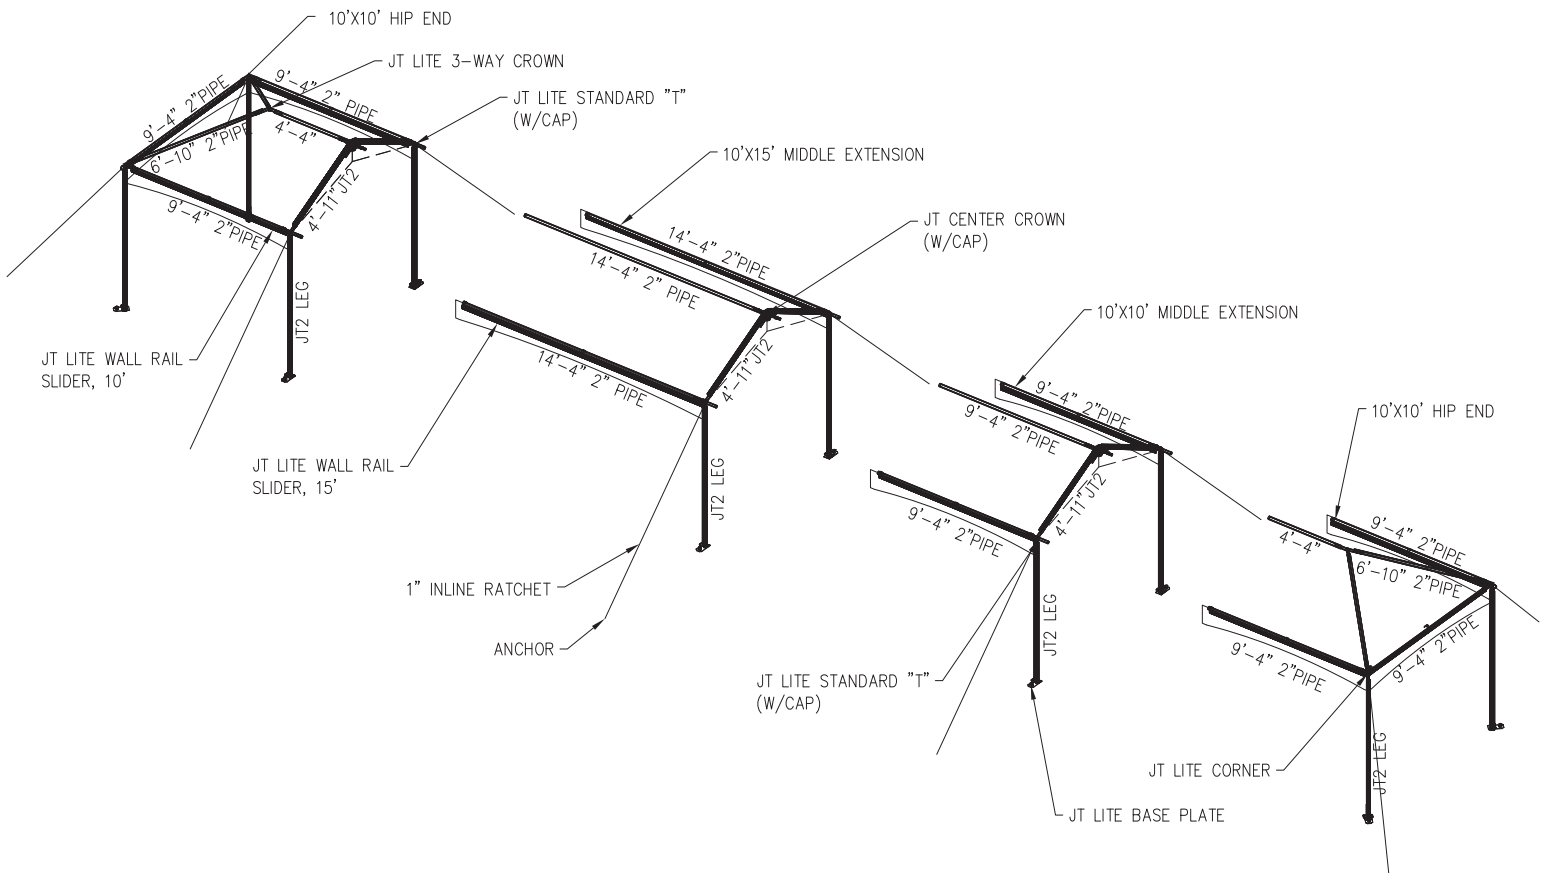 10'X10' HIP END
JT LITE 3-WAY CROWN
9'-4" 2" PIPE
JT LITE STANDARD "T"
(W/CAP)
9'-4" 2"PIPE
6'-10" 2"PIPE
4'-4"
4'-11" JT2
9'-4" 2"PIPE
JT2 LEG
JT LITE WALL RAIL
SLIDER, 10'
10'X15' MIDDLE EXTENSION
JT CENTER CROWN
(W/CAP)
14'-4" 2"PIPE
14'-4" 2" PIPE
14'-4" 2" PIPE
4'-11" JT2
JT2 LEG
JT LITE WALL RAIL
SLIDER, 15'
1" INLINE RATCHET
ANCHOR
10'X10' MIDDLE EXTENSION
9'-4" 2"PIPE
9'-4" 2"PIPE
9'-4" 2"PIPE
4'-11" JT2
JT2 LEG
JT LITE STANDARD "T"
(W/CAP)
JT LITE BASE PLATE
10'X10' HIP END
9'-4" 2"PIPE
4'-4"
6'-10" 2"PIPE
9'-4" 2"PIPE
9'-4" 2"PIPE
JT LITE CORNER
JT2 LEG